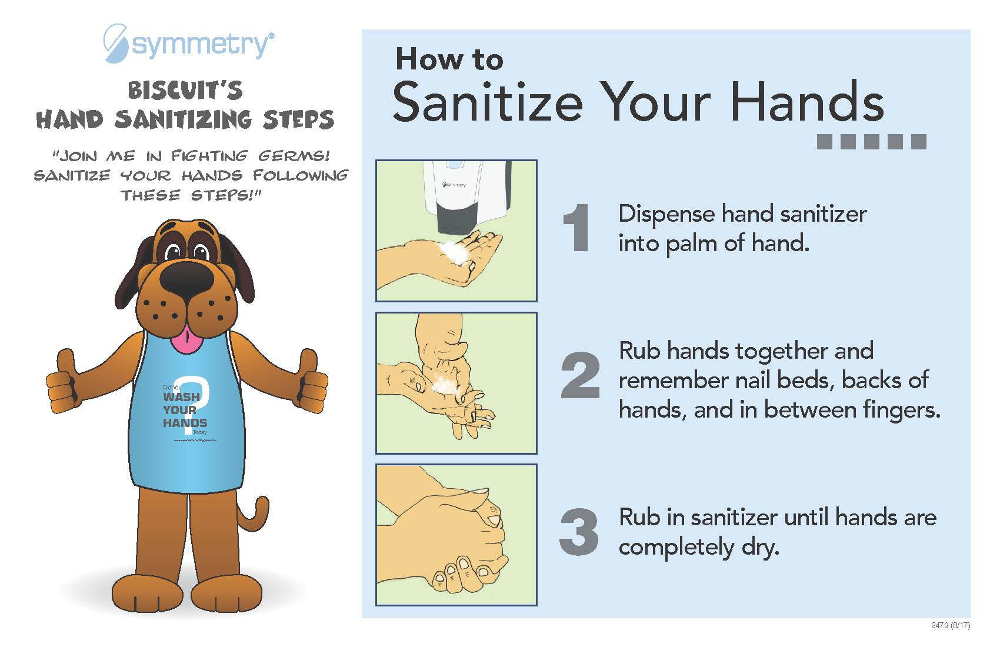 symmetry®
BISCUIT'S
HAND SANITIZING STEPS
"JOIN ME IN FIGHTING GERMS!
SANITIZE YOUR HANDS FOLLOWING
THESE STEPS!"
?
Did You
WASH
YOUR
HANDS
Today
How to
Sanitize Your Hands
symmetry
1
Dispense hand sanitizer
into palm of hand.
2
Rub hands together and
remember nail beds, backs of
hands, and in between fingers.
3
Rub in sanitizer until hands are
completely dry.
2479 (8/17)